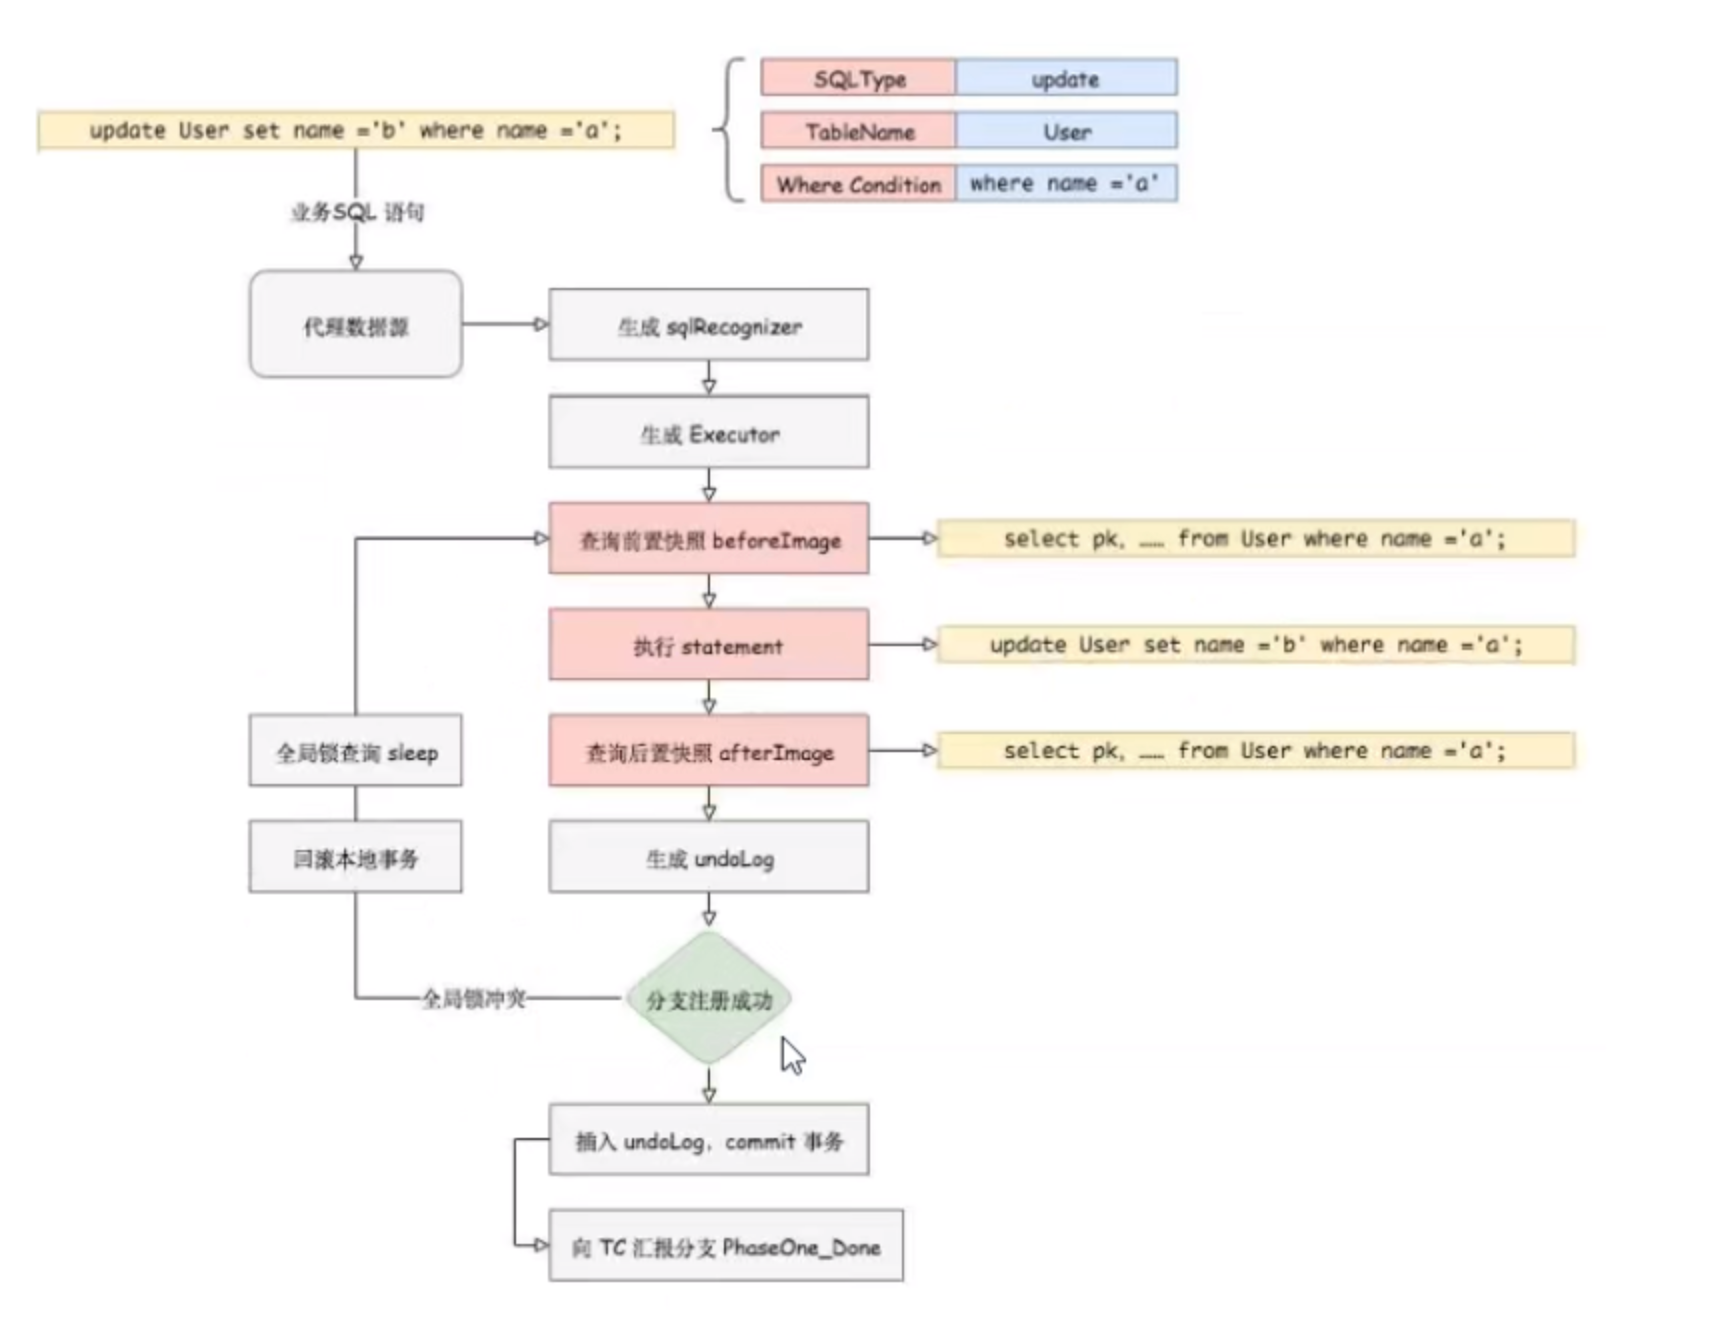 SQLType update
update User set name ='b' where name ='a';
TableName User
Where Condition where name ='a'
业务SQL 语句
代理数据源
生成 sqlRecognizer
生成 Executor
查询前置快照 beforeImage
select pk, …… from User where name ='a';
执行 statement
update User set name ='b' where name ='a';
全局锁查询 sleep
查询后置快照 afterImage
select pk, …… from User where name ='a';
回滚本地事务
生成 undoLog
全局锁冲突
分支注册成功
插入 undoLog, commit 事务
向 TC 汇报分支 PhaseOne_Done